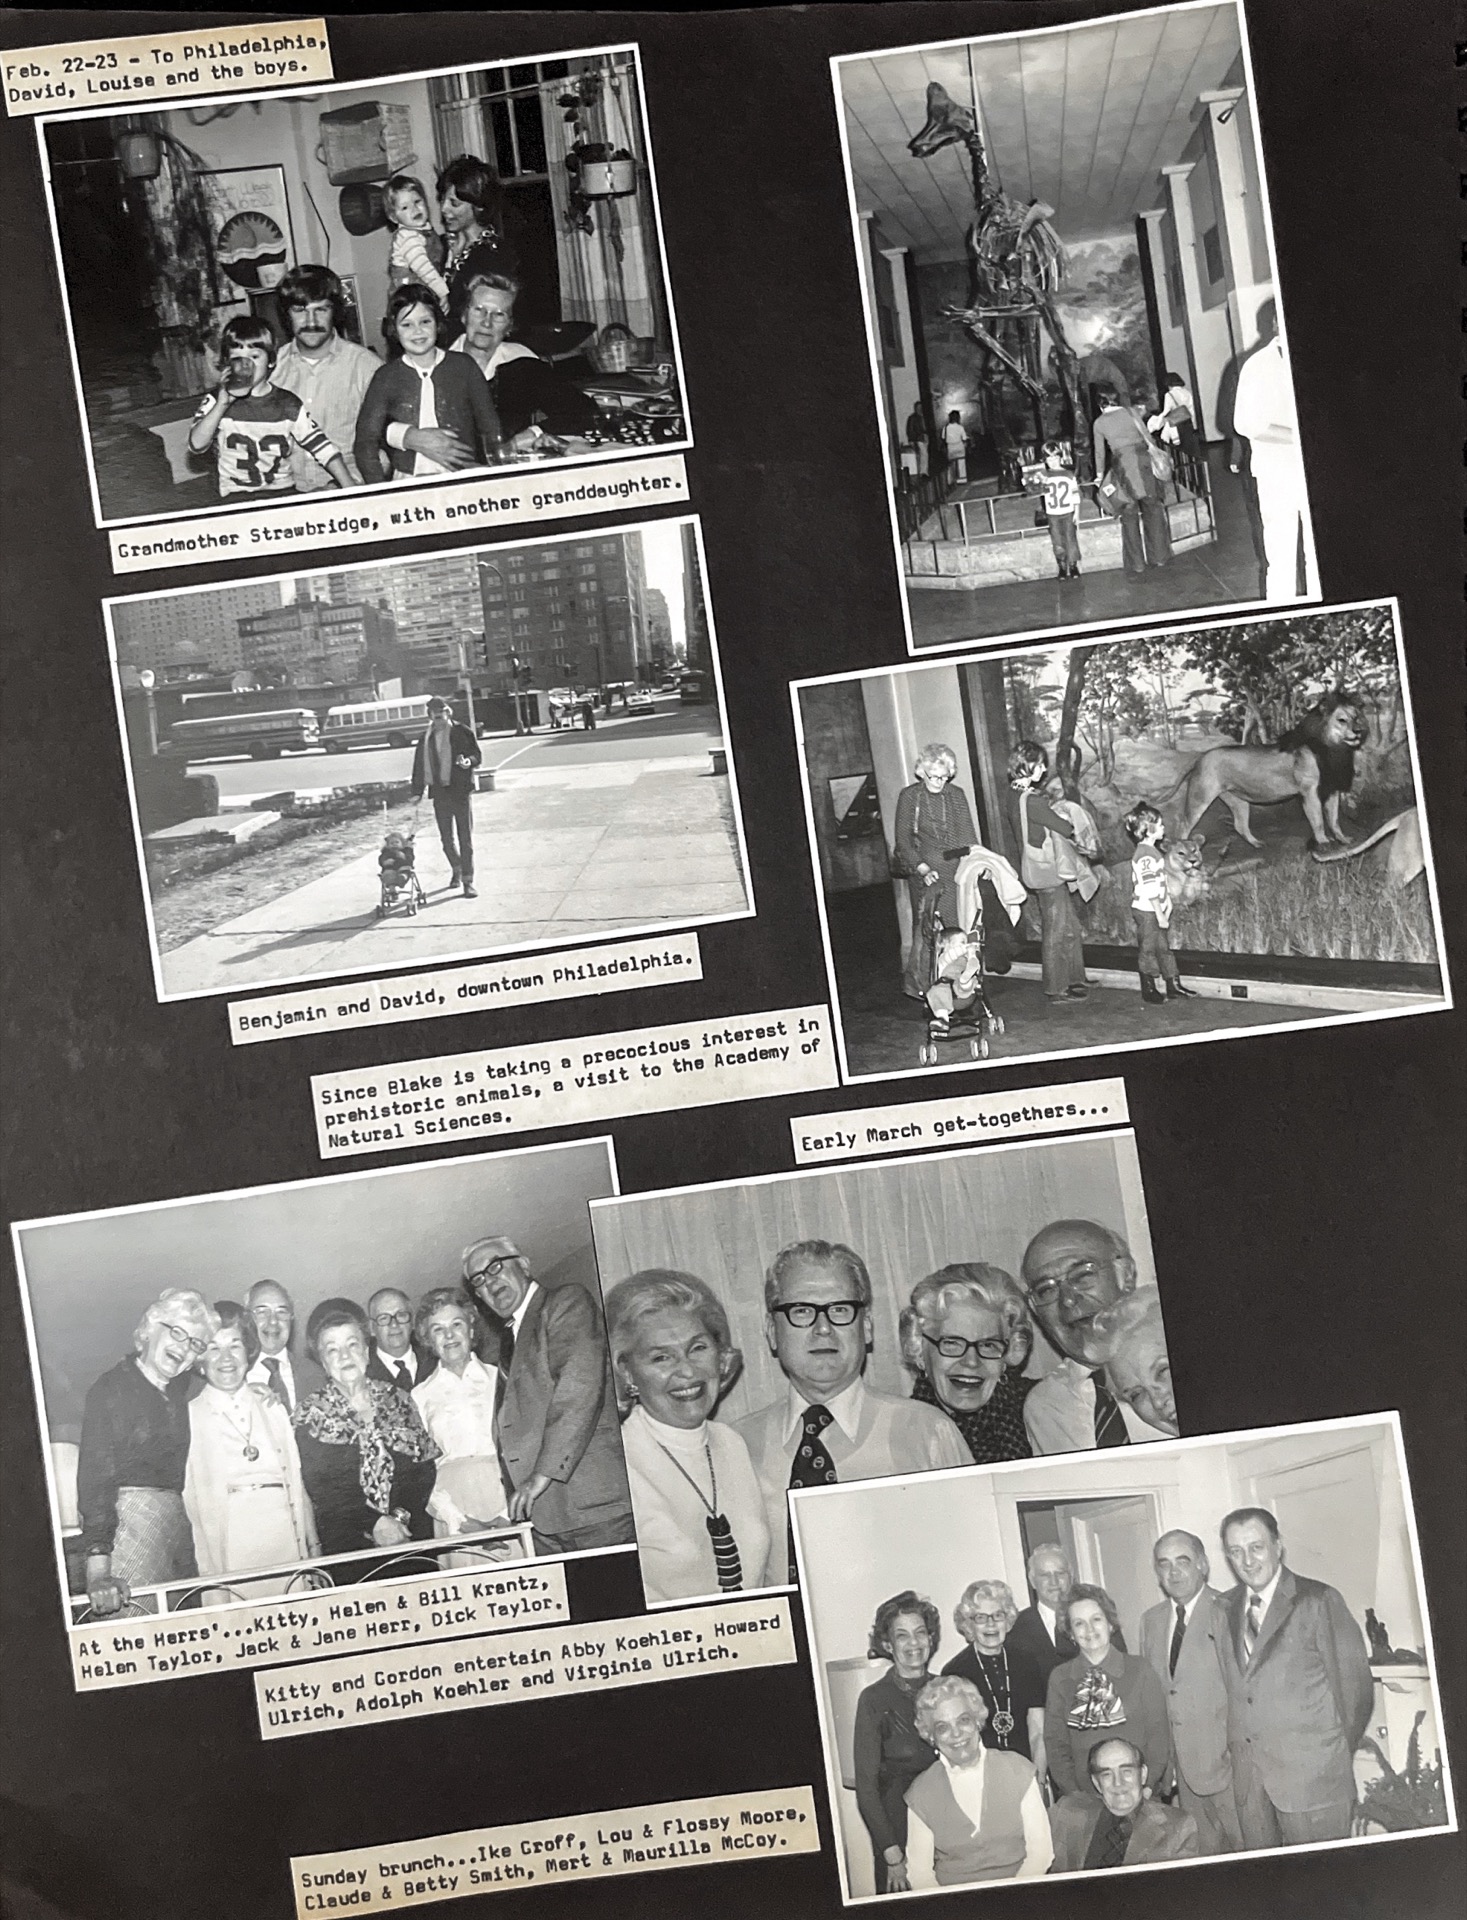 Feb. 22-23 - To Philadelphia,
David, Louise and the boys.
32
Grandmother Strawbridge, with another granddaughter.
32
Benjamin and David, downtown Philadelphia.
32
Since Blake is taking a precocious interest in
prehistoric animals, a visit to the Academy of
Natural Sciences.
Early March get-togethers...
At the Herrs'...Kitty, Helen & Bill Krantz,
Helen Taylor, Jack & Jane Herr, Dick Taylor.
Kitty and Gordon entertain Abby Koehler, Howard
Ulrich, Adolph Koehler and Virginia Ulrich.
Sunday brunch...Ike Groff, Lou & Flossy Moore,
Claude & Betty Smith, Mert & Maurilla McCoy.